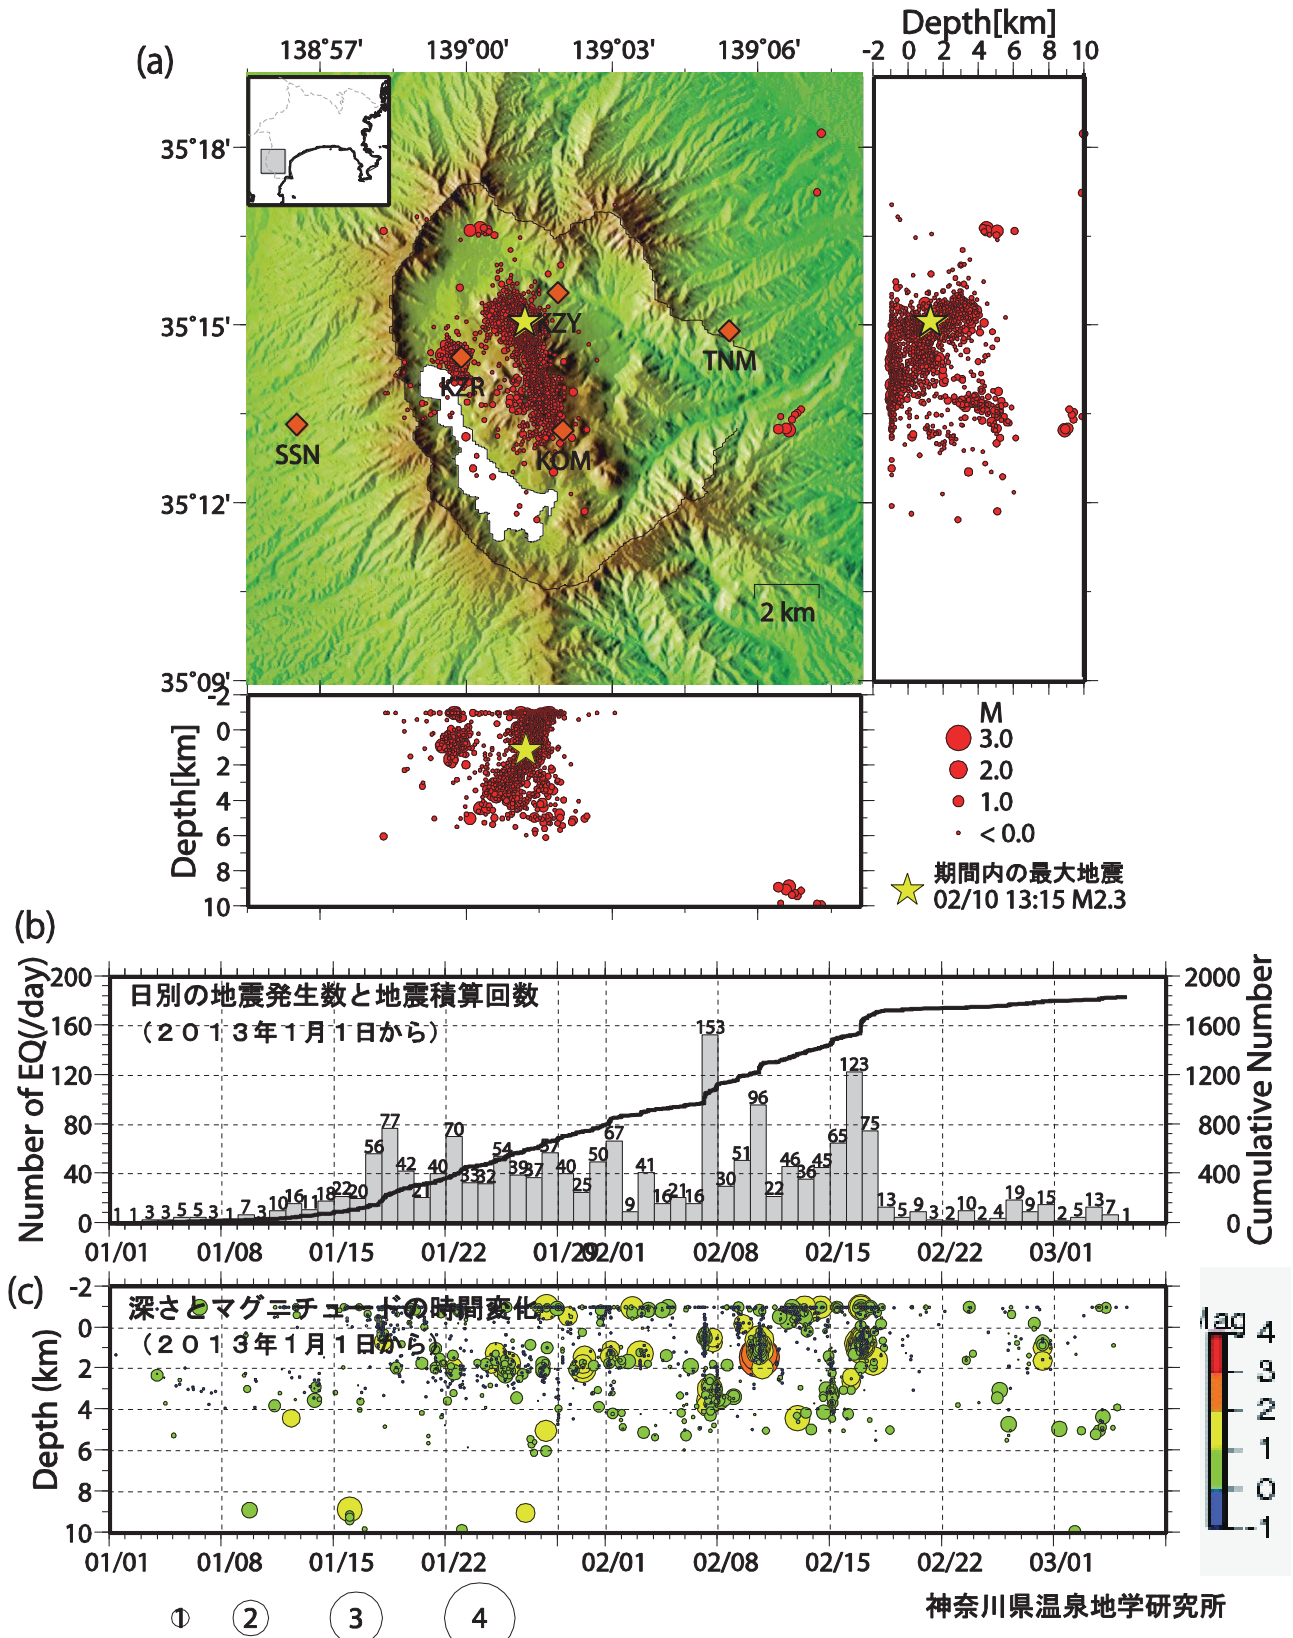 Depth[km]
138°57' 139°00' 139°03' 139°06' -2 0 2 4 6 8 10
(a)
35°18'
35°15'
35°12'
35°09'
KZY
TNM
KZR
SSN
KOM
2 km
-2
0
2
4
6
8
10
Depth[km]
M
3.0
2.0
1.0
< 0.0
期間内の最大地震
02/10 13:15 M2.3
(b)
Number of EQ(/day)
200
160
120
80
40
0
日別の地震発生数と地震積算回数
(2013年1月1日から)
2000
1600
1200
800
400
0
Cumulative Number
1 1 3 3 5 5 3 1 7 3 10 16 11 18 22 20 56 77 42 21 40 70 33 32 54 39 37 57 40 25 50 67 9 41 16 21 16 153 30 51 96 22 46 36 45 65 123 75 13 5 9 3 2 10 2 4 19 9 15 2 5 13 7 1
01/01 01/08 01/15 01/22 01/29 02/01 02/08 02/15 02/22 03/01
(c)
Depth (km)
-2
0
2
4
6
8
10
深さとマグニチュードの時間変化
(2013年1月1日から
01/01 01/08 01/15 01/22 02/01 02/08 02/15 02/22 03/01
4
3
2
1
0
-1
1 2 3 4
神奈川県温泉地学研究所